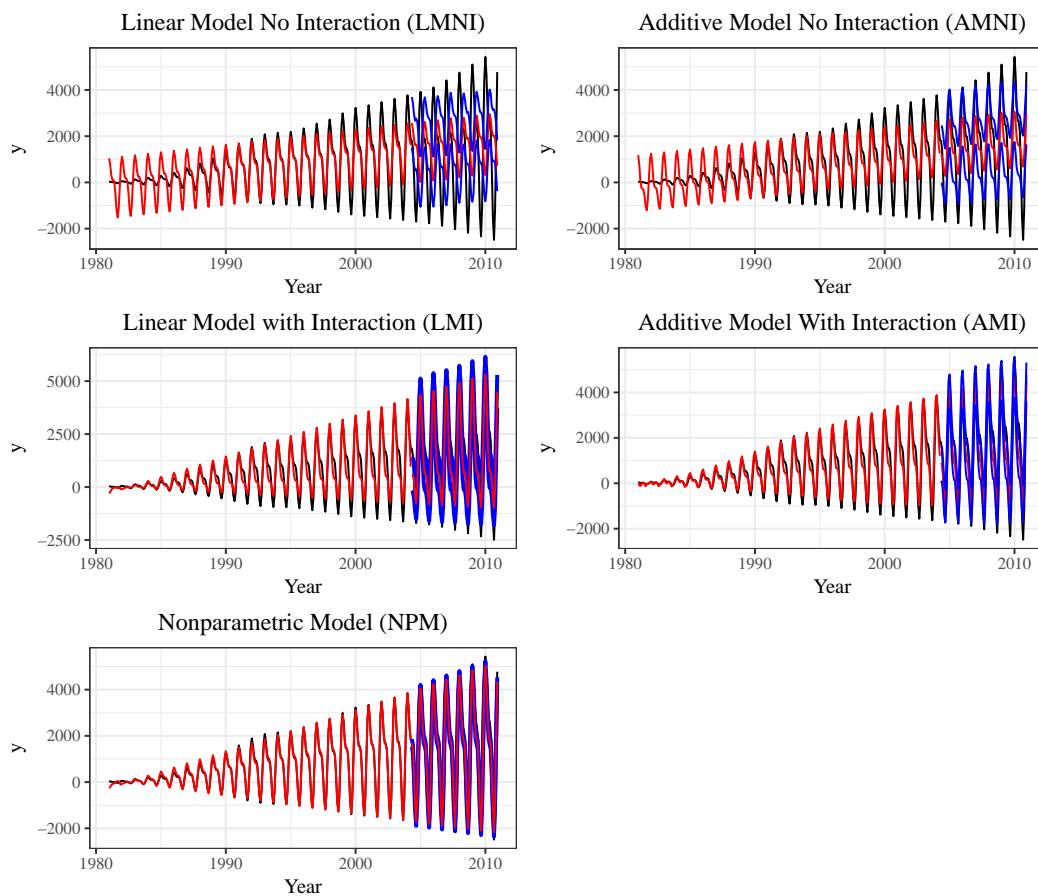 Linear Model No Interaction (LMNI)
4000
2000
0
−2000
y
1980
1990
2000
2010
Year
Additive Model No Interaction (AMNI)
4000
2000
0
−2000
y
1980
1990
2000
2010
Year
Linear Model with Interaction (LMI)
5000
2500
0
−2500
y
1980
1990
2000
2010
Year
Additive Model With Interaction (AMI)
4000
2000
0
−2000
y
1980
1990
2000
2010
Year
Nonparametric Model (NPM)
4000
2000
0
−2000
y
1980
1990
2000
2010
Year